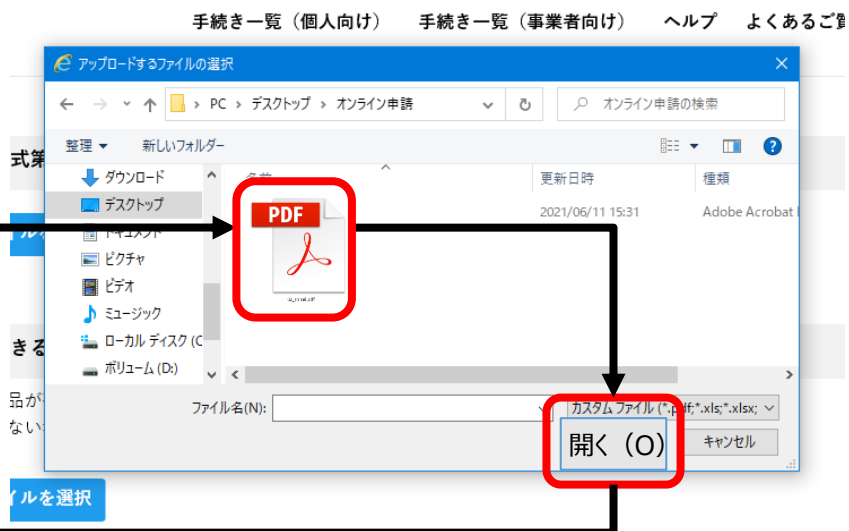 手続き一覧（個人向け） 手続き一覧（事業者向け） ヘルプ よくあるご質
アップロードするファイルの選択
PC › デスクトップ › オンライン申請 オンライン申請の検索
整理 新しいフォルダー
式第
ダウンロード 名前 更新日時 種類
デスクトップ PDF 2021/06/11 15:31 Adobe Acrobat
ドキュメント
ピクチャ
ビデオ
ミュージック
きる ローカル ディスク (C
ボリューム (D:)
品が ファイル名(N): カスタム ファイル (*.pdf;*.xls;*.xlsx;
ない
開く（O） キャンセル
イルを選択